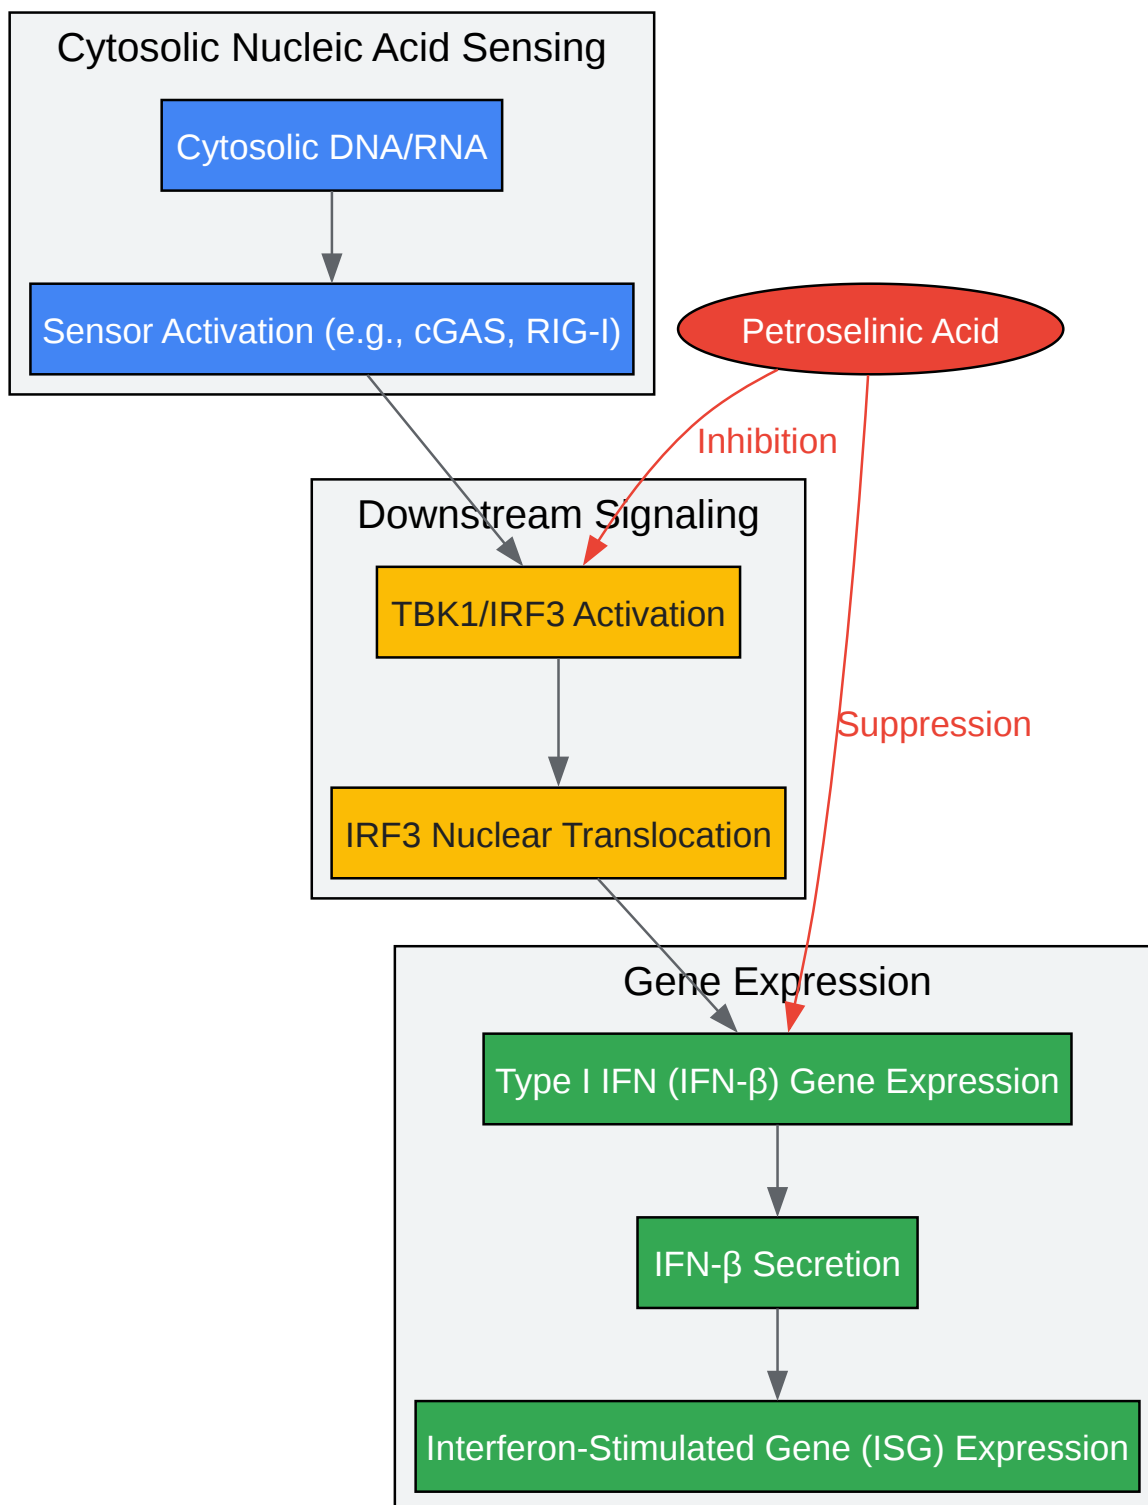 Cytosolic Nucleic Acid Sensing
Cytosolic DNA/RNA
Sensor Activation (e.g., cGAS, RIG-I)
Petroselinic Acid
Inhibition
Downstream Signaling
TBK1/IRF3 Activation
Suppression
IRF3 Nuclear Translocation
Gene Expression
Type I IFN (IFN-β) Gene Expression
IFN-β Secretion
Interferon-Stimulated Gene (ISG) Expression